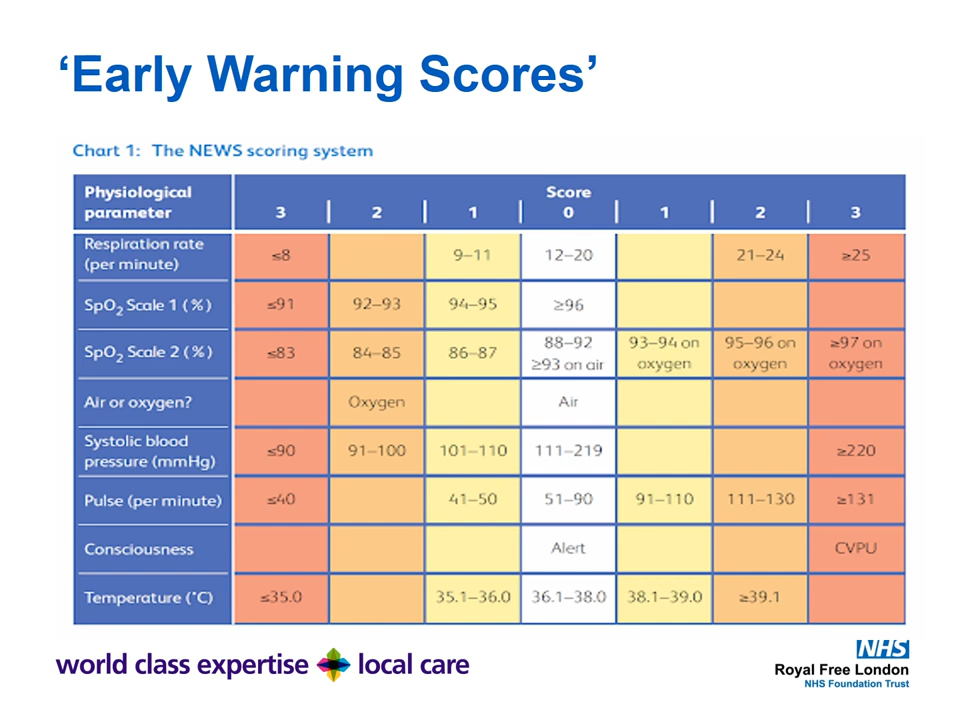 ‘Early Warning Scores’
Chart 1: The NEWS scoring system
Physiological parameter Score
3 2 1 0 1 2 3
Respiration rate (per minute) ≤8 9–11 12–20 21–24 ≥25
SpO2 Scale 1 (%) ≤91 92–93 94–95 ≥96
SpO2 Scale 2 (%) ≤83 84–85 86–87 88–92 ≥93 on air 93–94 on oxygen 95–96 on oxygen ≥97 on oxygen
Air or oxygen? Oxygen Air
Systolic blood pressure (mmHg) ≤90 91–100 101–110 111–219 ≥220
Pulse (per minute) ≤40 41–50 51–90 91–110 111–130 ≥131
Consciousness Alert CVPU
Temperature (°C) ≤35.0 35.1–36.0 36.1–38.0 38.1–39.0 ≥39.1
world class expertise local care
NHS
Royal Free London
NHS Foundation Trust